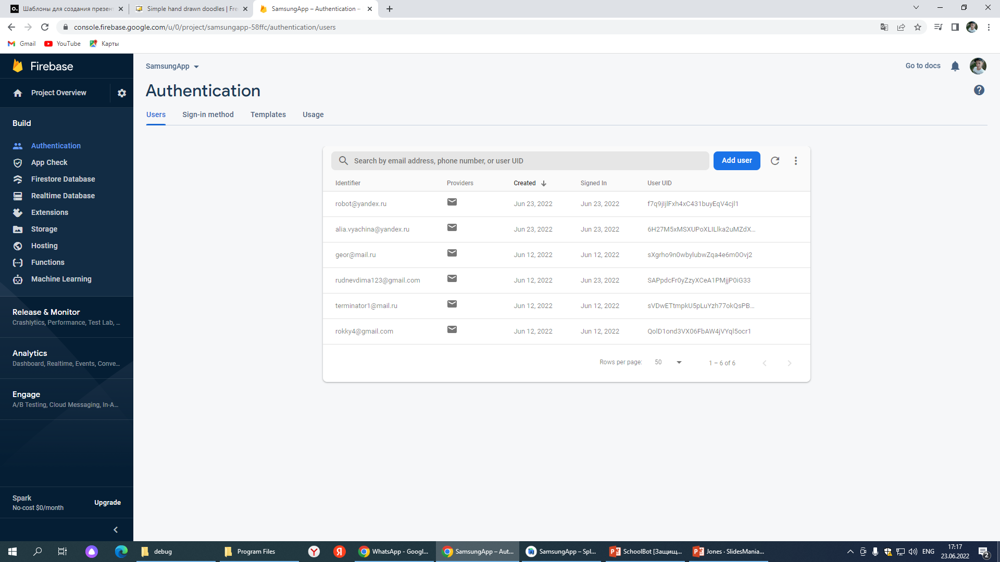 Шаблоны для создания презент
Simple hand drawn doodles | Fre
SamsungApp – Authentication –
console.firebase.google.com/u/0/project/samsungapp-58ffc/authentication/users
Gmail
YouTube
Карты
Firebase
SamsungApp
Go to docs
Project Overview
Authentication
Users
Sign-in method
Templates
Usage
Build
Authentication
App Check
Firestore Database
Realtime Database
Extensions
Storage
Hosting
Functions
Machine Learning
Release & Monitor
Crashlytics, Performance, Test Lab, ...
Analytics
Dashboard, Realtime, Events, Conve...
Engage
A/B Testing, Cloud Messaging, In-A...
Spark
No-cost $0/month
Upgrade
Search by email address, phone number, or user UID
Add user
Identifier Providers Created Signed In User UID
robot@yandex.ru Jun 23, 2022 Jun 23, 2022
alia.vyachina@yandex.ru Jun 23, 2022 Jun 23, 2022
geor@mail.ru Jun 12, 2022 Jun 12, 2022
rudnevdima123@gmail.com Jun 12, 2022 Jun 23, 2022
terminator1@mail.ru Jun 12, 2022 Jun 12, 2022
rokky4@gmail.com Jun 12, 2022 Jun 12, 2022
Rows per page: 50 1 – 6 of 6
debug
Program Files
WhatsApp - Googl...
SamsungApp – Aut...
SamsungApp – Spl...
SchoolBot [Защищ...
Jones · SlidesMania...
ENG
17:17
23.06.2022
2